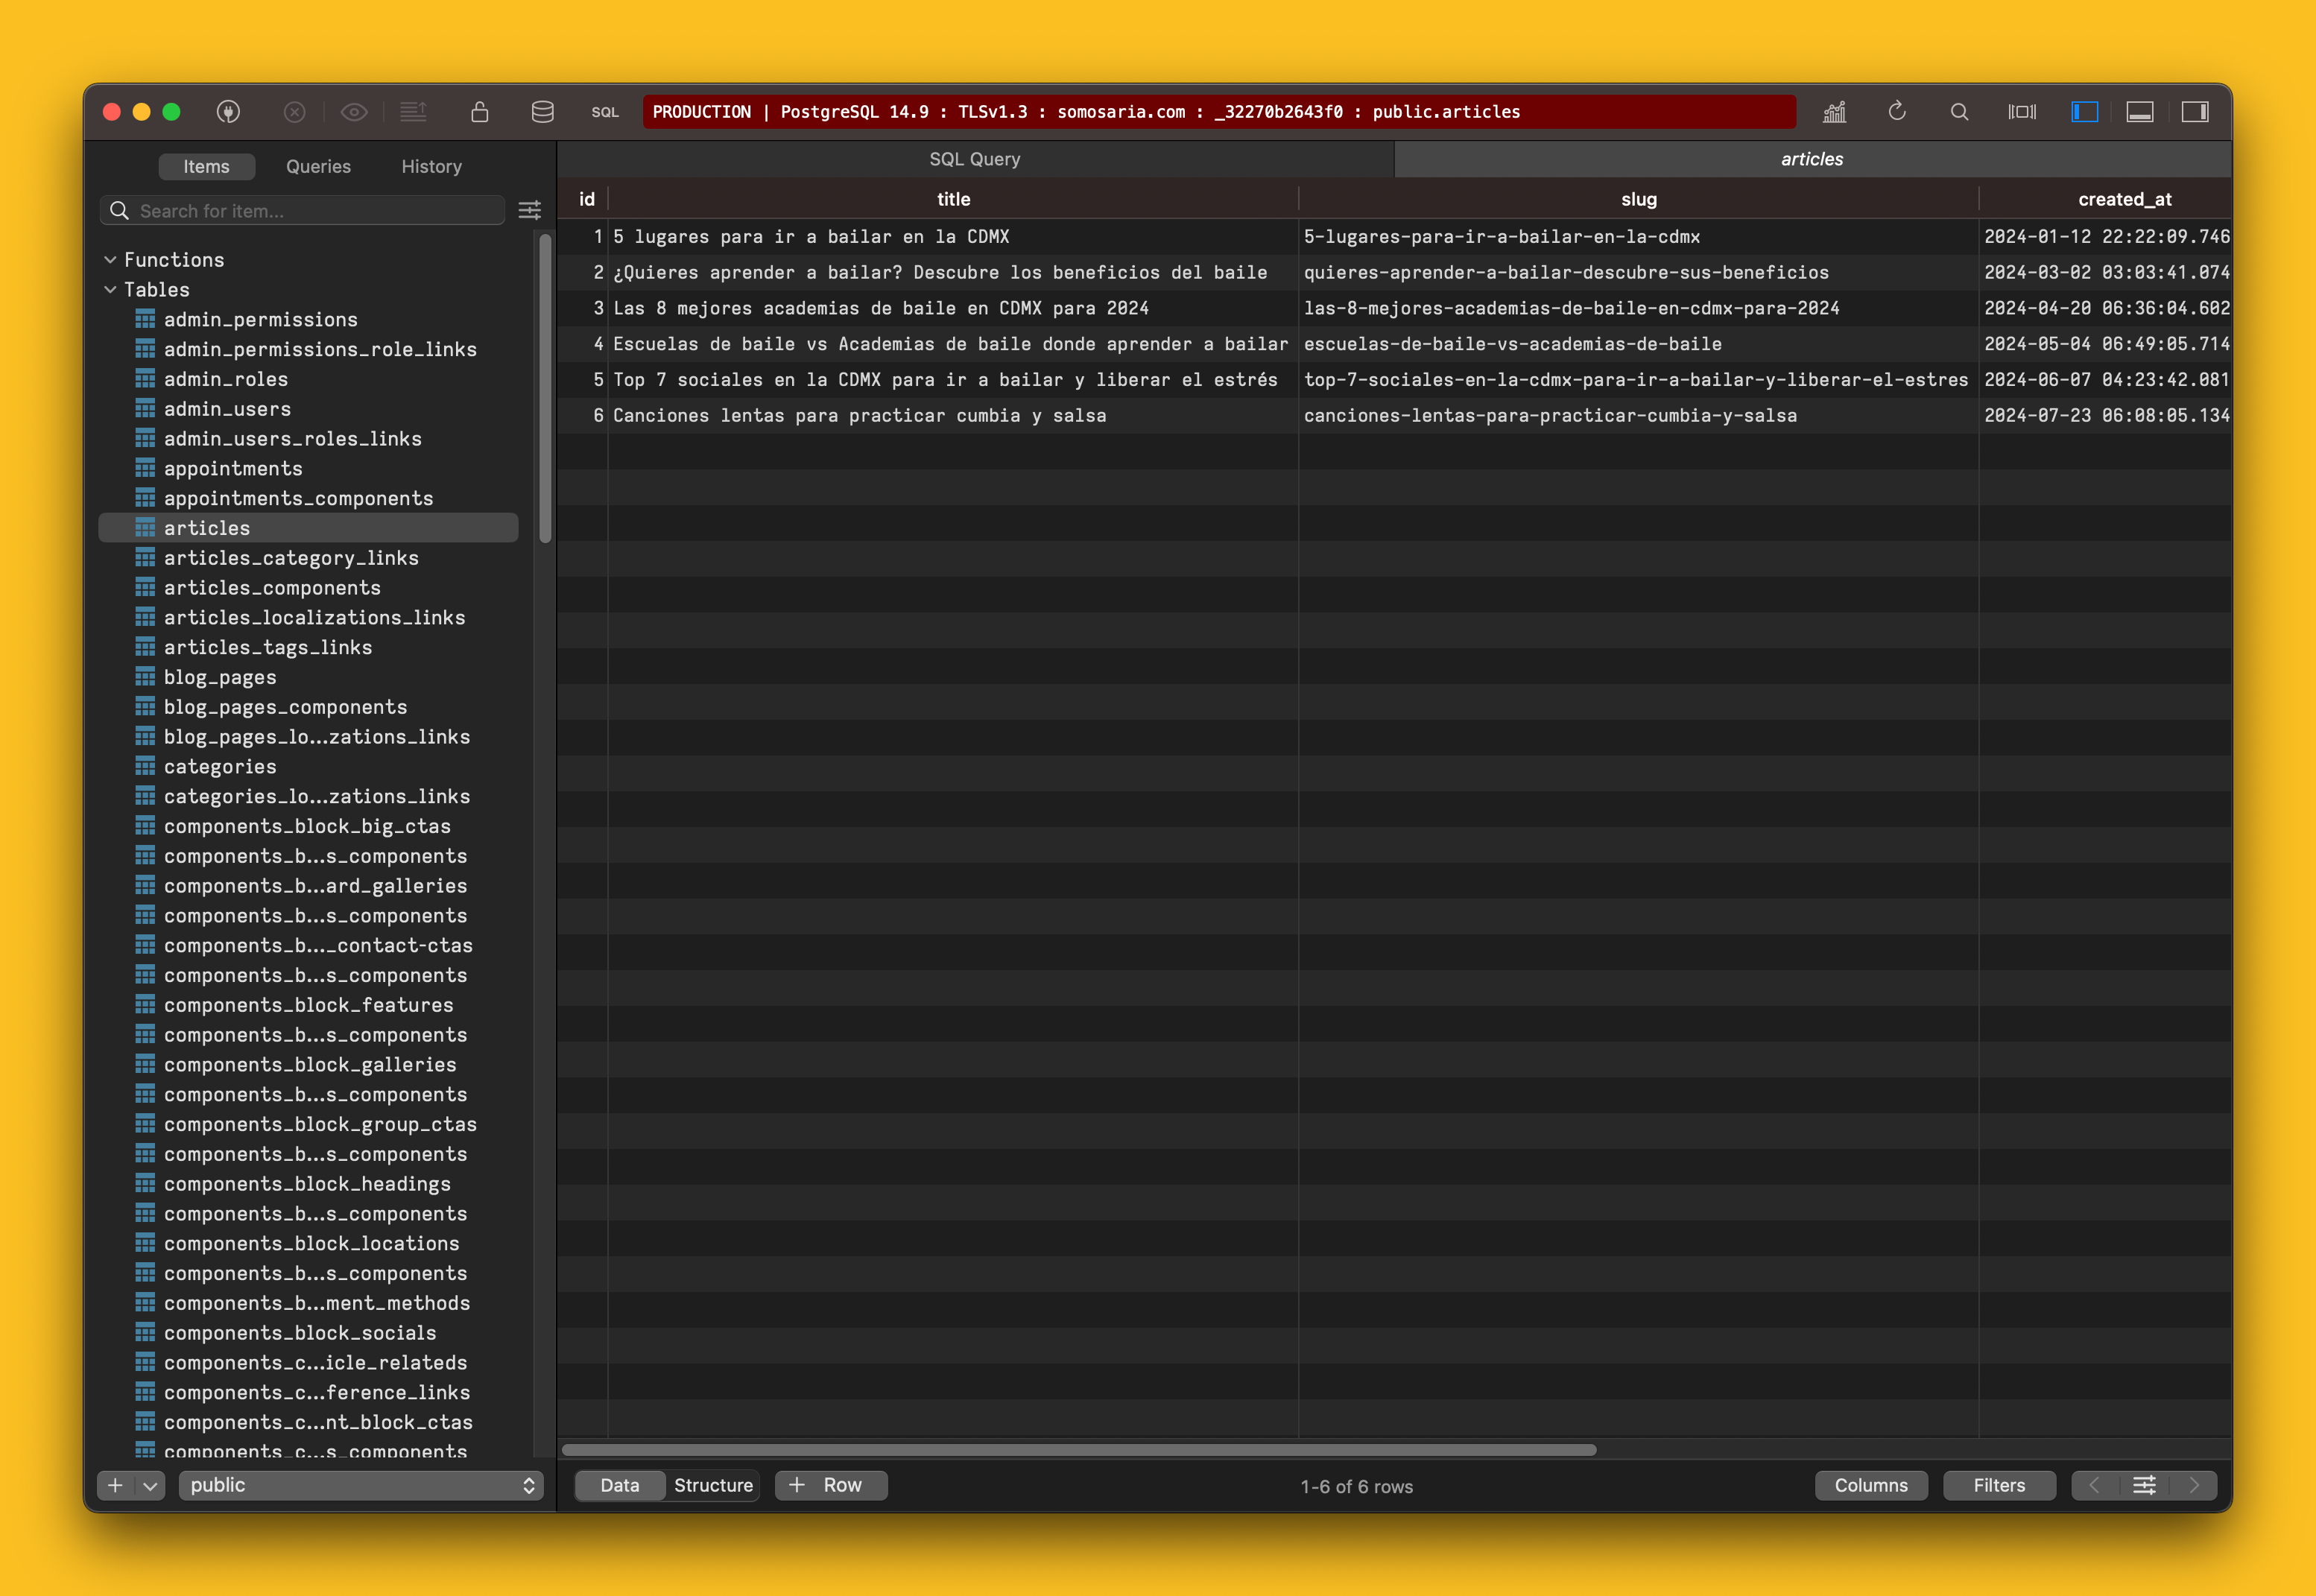 SQL
PRODUCTION | PostgreSQL 14.9 : TLSv1.3 : somosaria.com : _32270b2643f0 : public.articles
Items Queries History
Search for item...
Functions
Tables
admin_permissions
admin_permissions_role_links
admin_roles
admin_users
admin_users_roles_links
appointments
appointments_components
articles
articles_category_links
articles_components
articles_localizations_links
articles_tags_links
blog_pages
blog_pages_components
blog_pages_lo...zations_links
categories
categories_lo...zations_links
components_block_big_ctas
components_b...s_components
components_b...ard_galleries
components_b...s_components
components_b..._contact-ctas
components_b...s_components
components_block_features
components_b...s_components
components_block_galleries
components_b...s_components
components_block_group_ctas
components_b...s_components
components_block_headings
components_b...s_components
components_block_locations
components_b...s_components
components_b...ment_methods
components_block_socials
components_c...icle_relateds
components_c...ference_links
components_c...nt_block_ctas
components_c...s_components
public
SQL Query articles
id title slug created_at
1 5 lugares para ir a bailar en la CDMX 5-lugares-para-ir-a-bailar-en-la-cdmx 2024-01-12 22:22:09.746
2 ¿Quieres aprender a bailar? Descubre los beneficios del baile quieres-aprender-a-bailar-descubre-sus-beneficios 2024-03-02 03:03:41.074
3 Las 8 mejores academias de baile en CDMX para 2024 las-8-mejores-academias-de-baile-en-cdmx-para-2024 2024-04-20 06:36:04.602
4 Escuelas de baile vs Academias de baile donde aprender a bailar escuelas-de-baile-vs-academias-de-baile 2024-05-04 06:49:05.714
5 Top 7 sociales en la CDMX para ir a bailar y liberar el estrés top-7-sociales-en-la-cdmx-para-ir-a-bailar-y-liberar-el-estres 2024-06-07 04:23:42.081
6 Canciones lentas para practicar cumbia y salsa canciones-lentas-para-practicar-cumbia-y-salsa 2024-07-23 06:08:05.134
Data Structure + Row 1-6 of 6 rows Columns Filters